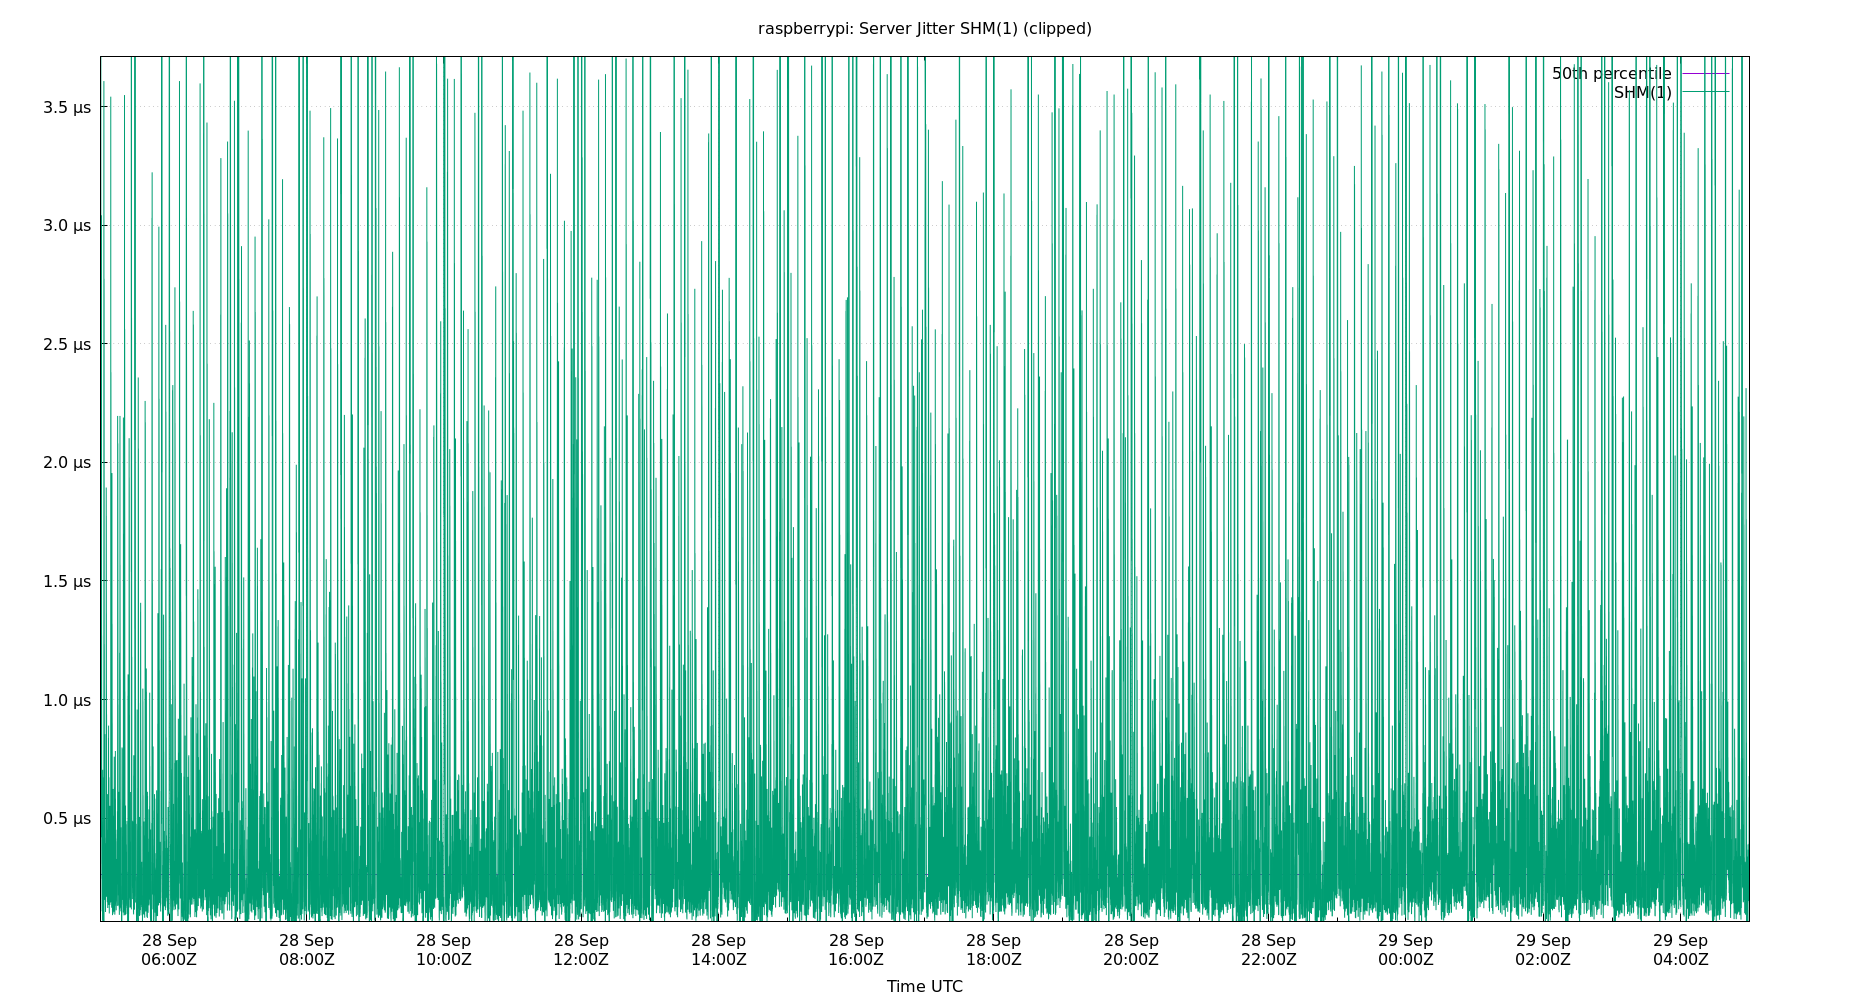 raspberrypi: Server Jitter SHM(1) (clipped)
50th percentile
SHM(1)
3.5 µs
3.0 µs
2.5 µs
2.0 µs
1.5 µs
1.0 µs
0.5 µs
28 Sep 28 Sep 28 Sep 28 Sep 28 Sep 28 Sep 28 Sep 28 Sep 28 Sep 29 Sep 29 Sep 29 Sep
06:00Z 08:00Z 10:00Z 12:00Z 14:00Z 16:00Z 18:00Z 20:00Z 22:00Z 00:00Z 02:00Z 04:00Z
Time UTC